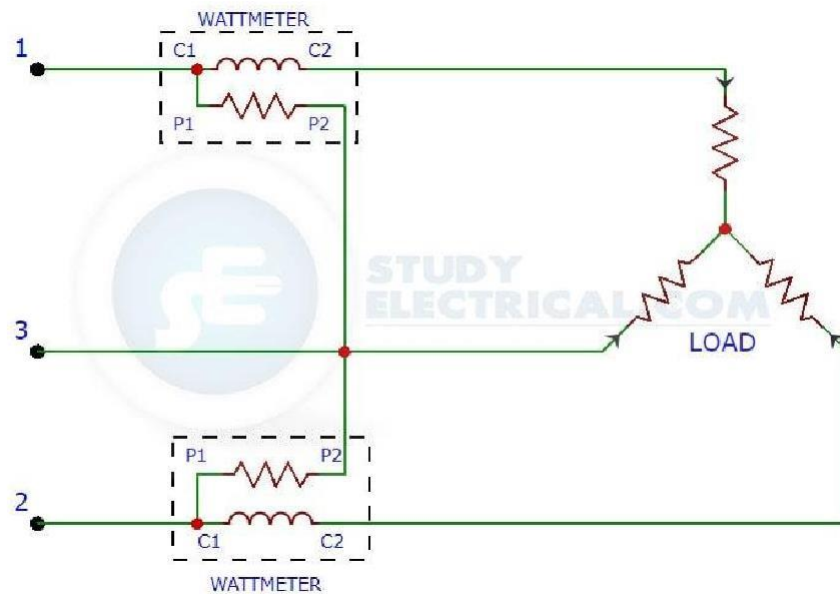 WATTMETER
1
C1 C2
P1 P2
STUDY
ELECTRICAL.COM
3
LOAD
P1 P2
2
C1 C2
WATTMETER